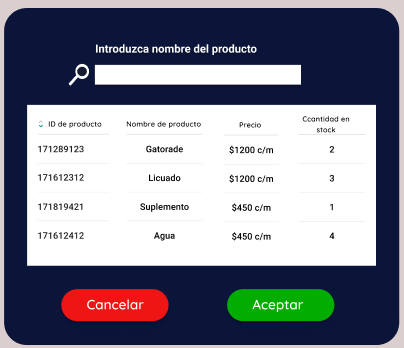 Introduzca nombre del producto
ID de producto Nombre de producto Precio Ccantidad en stock
171289123 Gatorade $1200 c/m 2
171612312 Licuado $1200 c/m 3
171819421 Suplemento $450 c/m 1
171612412 Agua $450 c/m 4
Cancelar Aceptar